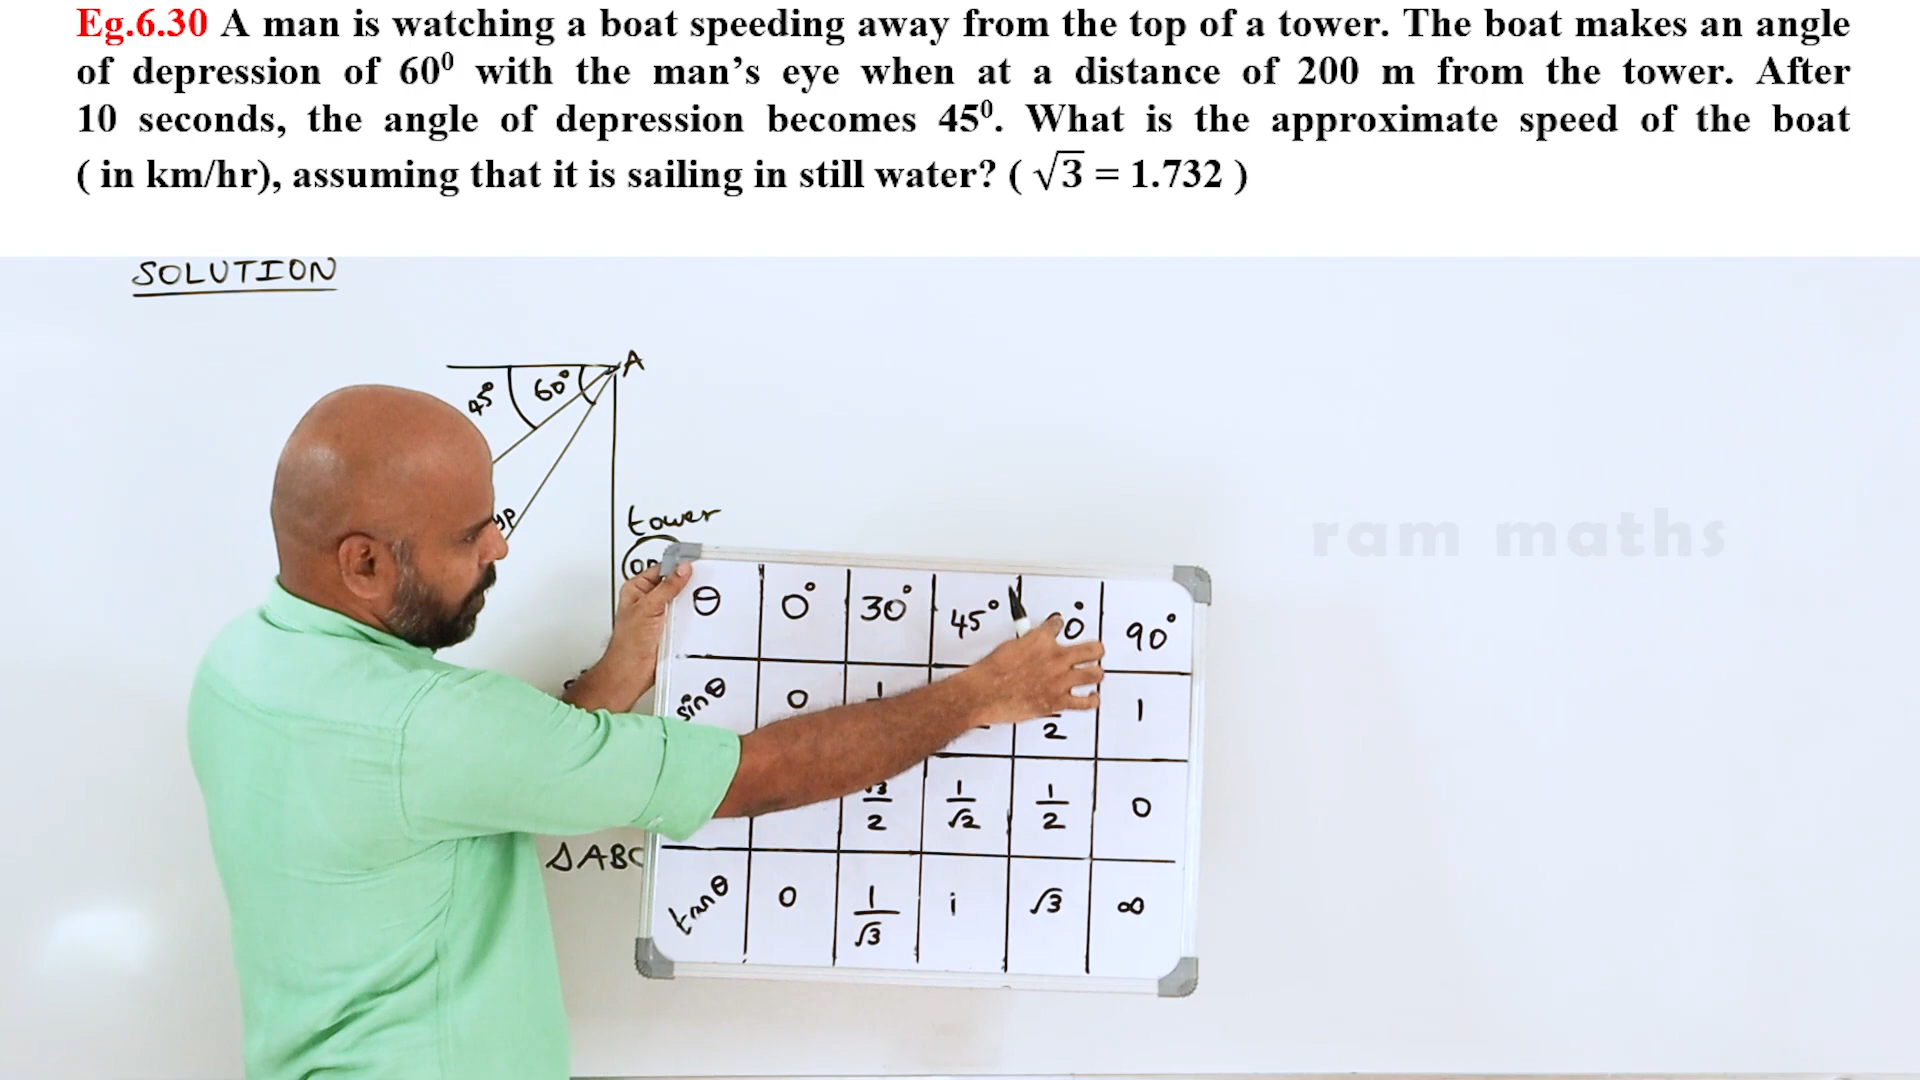 Eg.6.30 A man is watching a boat speeding away from the top of a tower. The boat makes an angle
of depression of 60⁰ with the man's eye when at a distance of 200 m from the tower. After
10 seconds, the angle of depression becomes 45⁰. What is the approximate speed of the boat
( in km/hr), assuming that it is sailing in still water? ( √3 = 1.732 )
SOLUTION
A
45° 60°
yp
tower
ram maths
θ 0° 30° 45° 0° 90°
sinθ 0 1 2 1
√3/2 1/√2 1/2 0
ΔABC
tanθ 0 1/√3 i √3 ∞